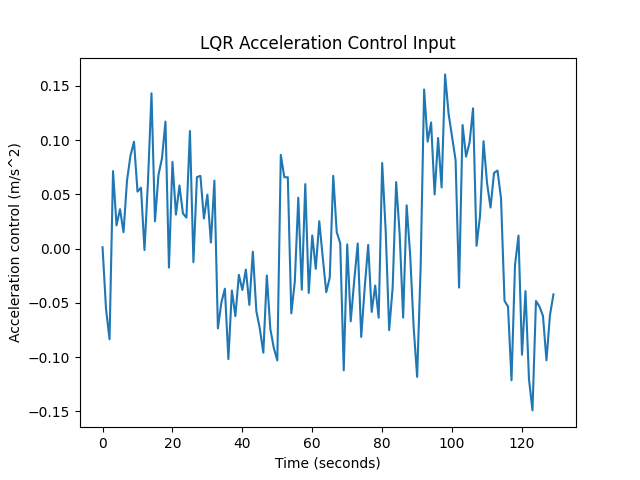 LQR Acceleration Control Input
Acceleration control (m/s^2)
0.15
0.10
0.05
0.00
−0.05
−0.10
−0.15
0 20 40 60 80 100 120
Time (seconds)